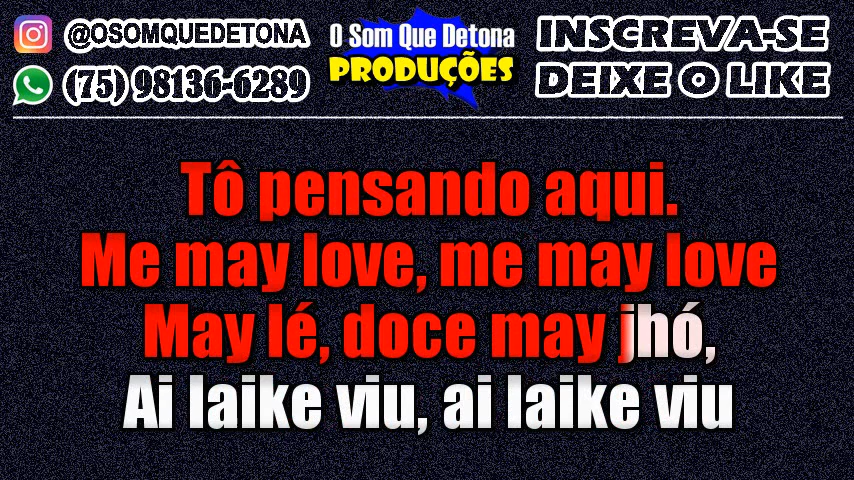 @OSOMQUEDETONA
(75) 98136-6289
O Som Que Detona
PRODUÇÕES
INSCREVA-SE
DEIXE O LIKE
Tô pensando aqui.
Me may love, me may love
May lé, doce may jhó,
Ai laike viu, ai laike viu